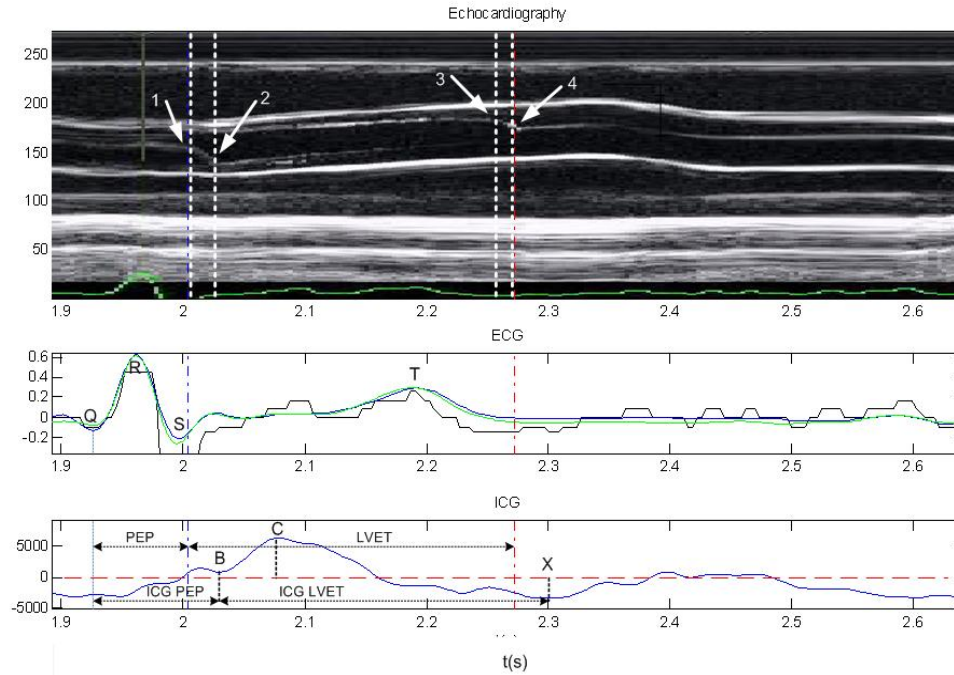 Echocardiography
250
200
150
100
50
0
1
2
3
4
1.9 2 2.1 2.2 2.3 2.4 2.5 2.6
ECG
0.6
0.4
0.2
0
-0.2
Q
R
S
T
1.9 2 2.1 2.2 2.3 2.4 2.5 2.6
ICG
5000
0
-5000
PEP
LVET
B
C
X
ICG PEP
ICG LVET
1.9 2 2.1 2.2 2.3 2.4 2.5 2.6
t(s)